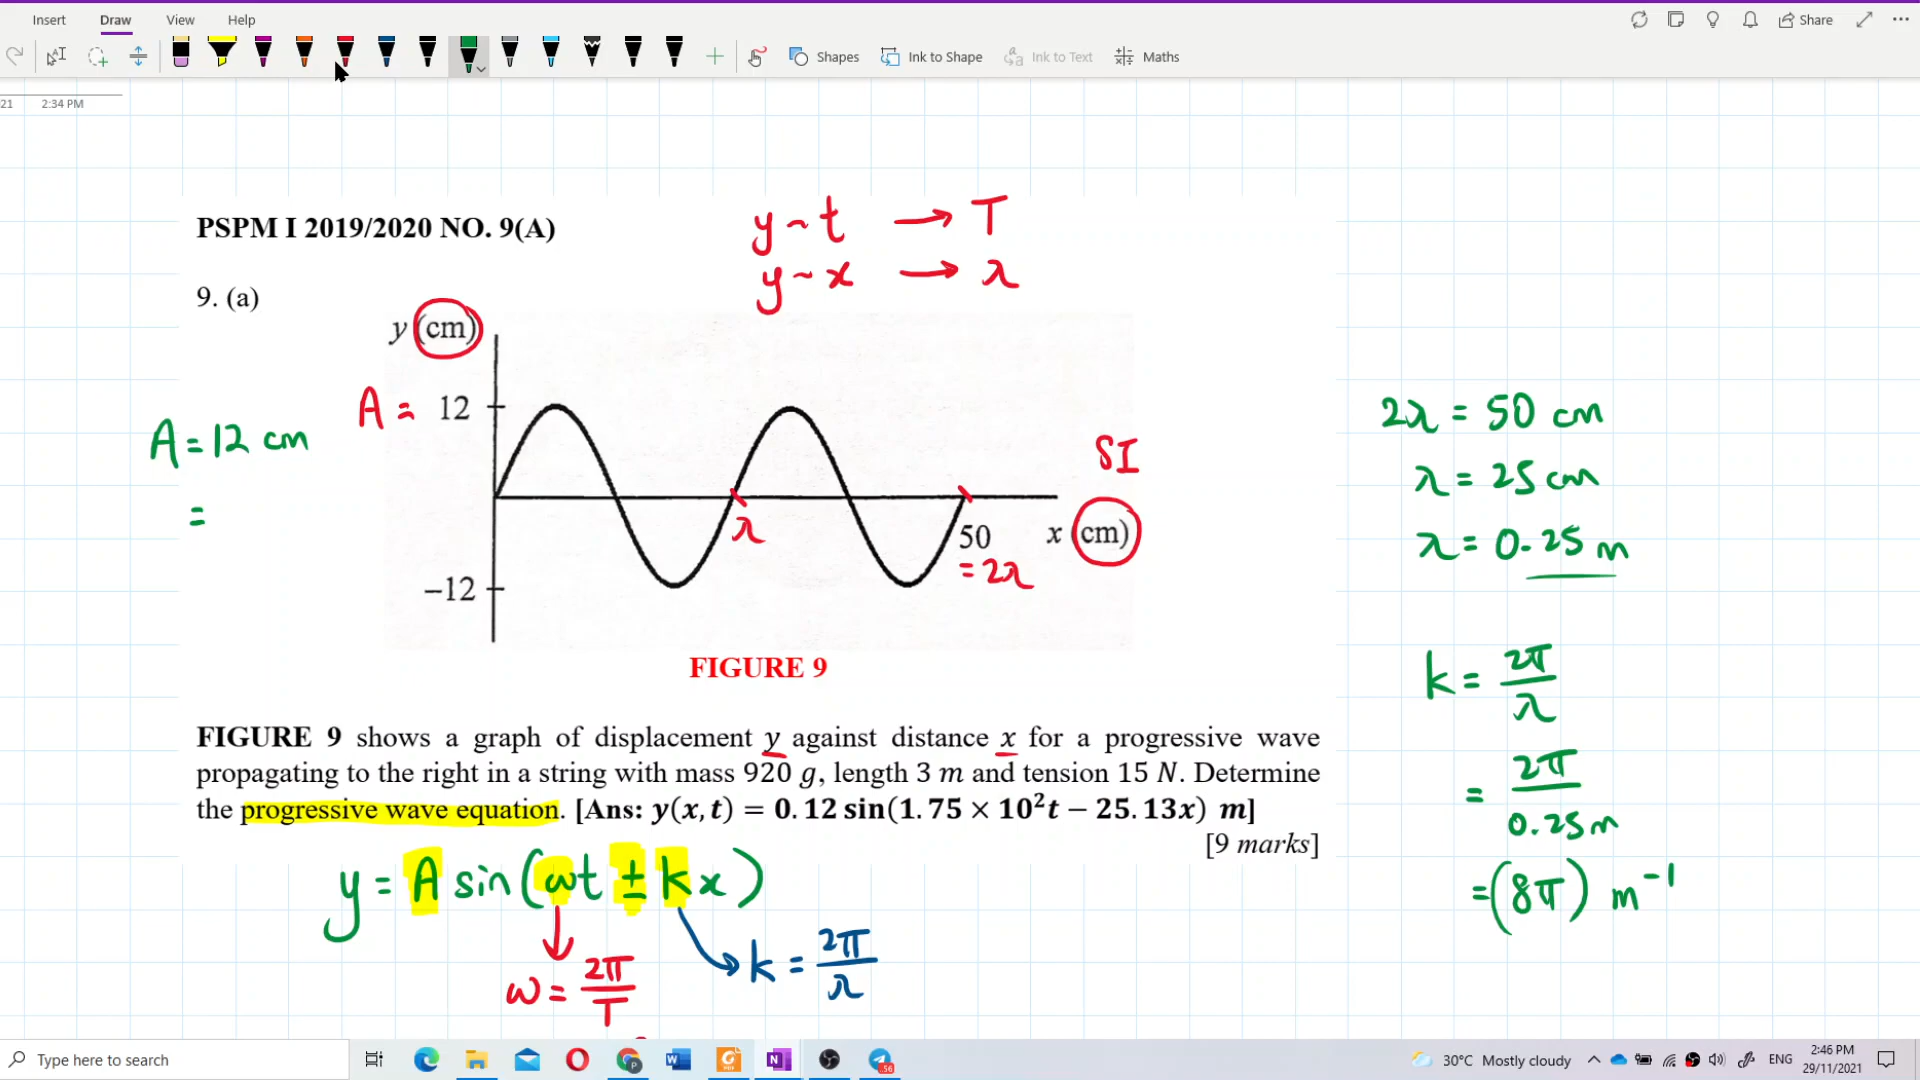 Insert Draw View Help
Share
Shapes Ink to Shape Ink to Text Maths
21 2:34 PM
PSPM I 2019/2020 NO. 9(A)
y ~ t → T
y ~ x → λ
9. (a)
y (cm)
A = 12
A = 12 cm
=
SI
λ
50
= 2λ
x (cm)
−12
FIGURE 9
2λ = 50 cm
λ = 25 cm
λ = 0.25 m
k = 2π/λ
= 2π/0.25m
= (8π) m⁻¹
FIGURE 9 shows a graph of displacement y against distance x for a progressive wave
propagating to the right in a string with mass 920 g, length 3 m and tension 15 N. Determine
the progressive wave equation. [Ans: y(x, t) = 0.12 sin(1.75 × 10²t − 25.13x) m]
[9 marks]
y = A sin(ωt ± kx)
ω = 2π/T
k = 2π/λ
Type here to search
56
30°C Mostly cloudy
ENG
2:46 PM
29/11/2021